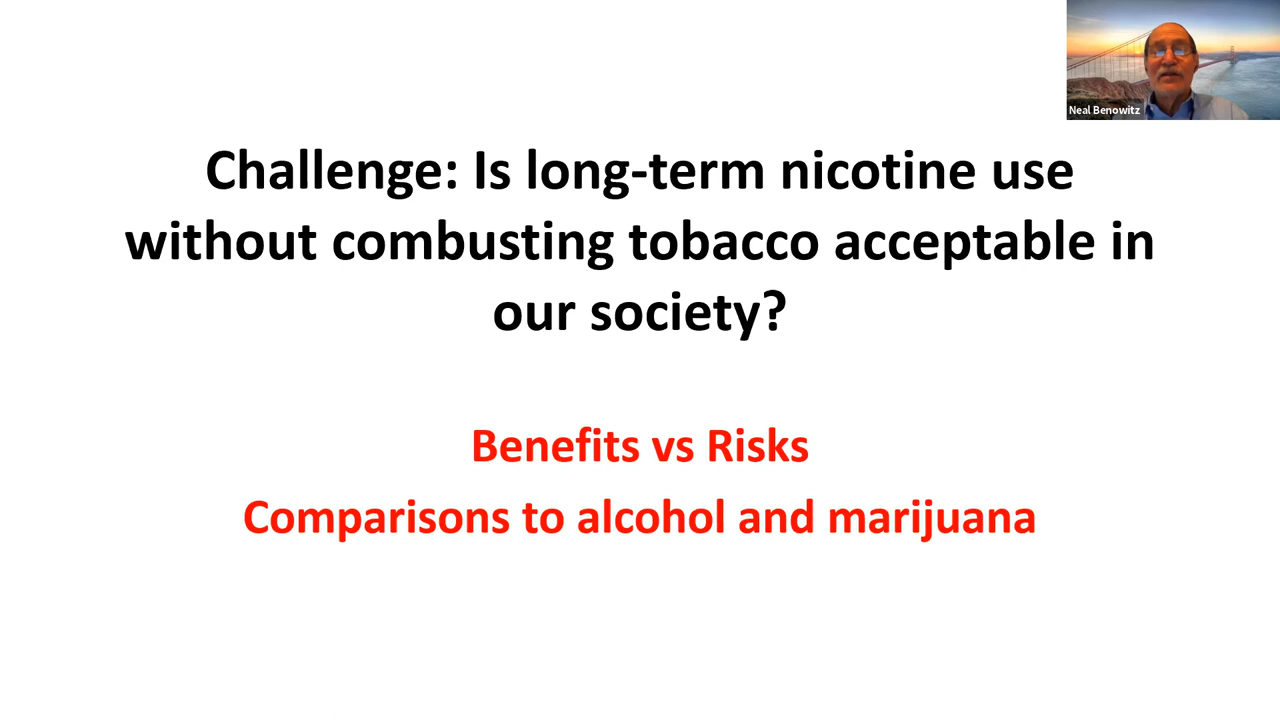 Neal Benowitz
Challenge: Is long-term nicotine use
without combusting tobacco acceptable in
our society?
Benefits vs Risks
Comparisons to alcohol and marijuana